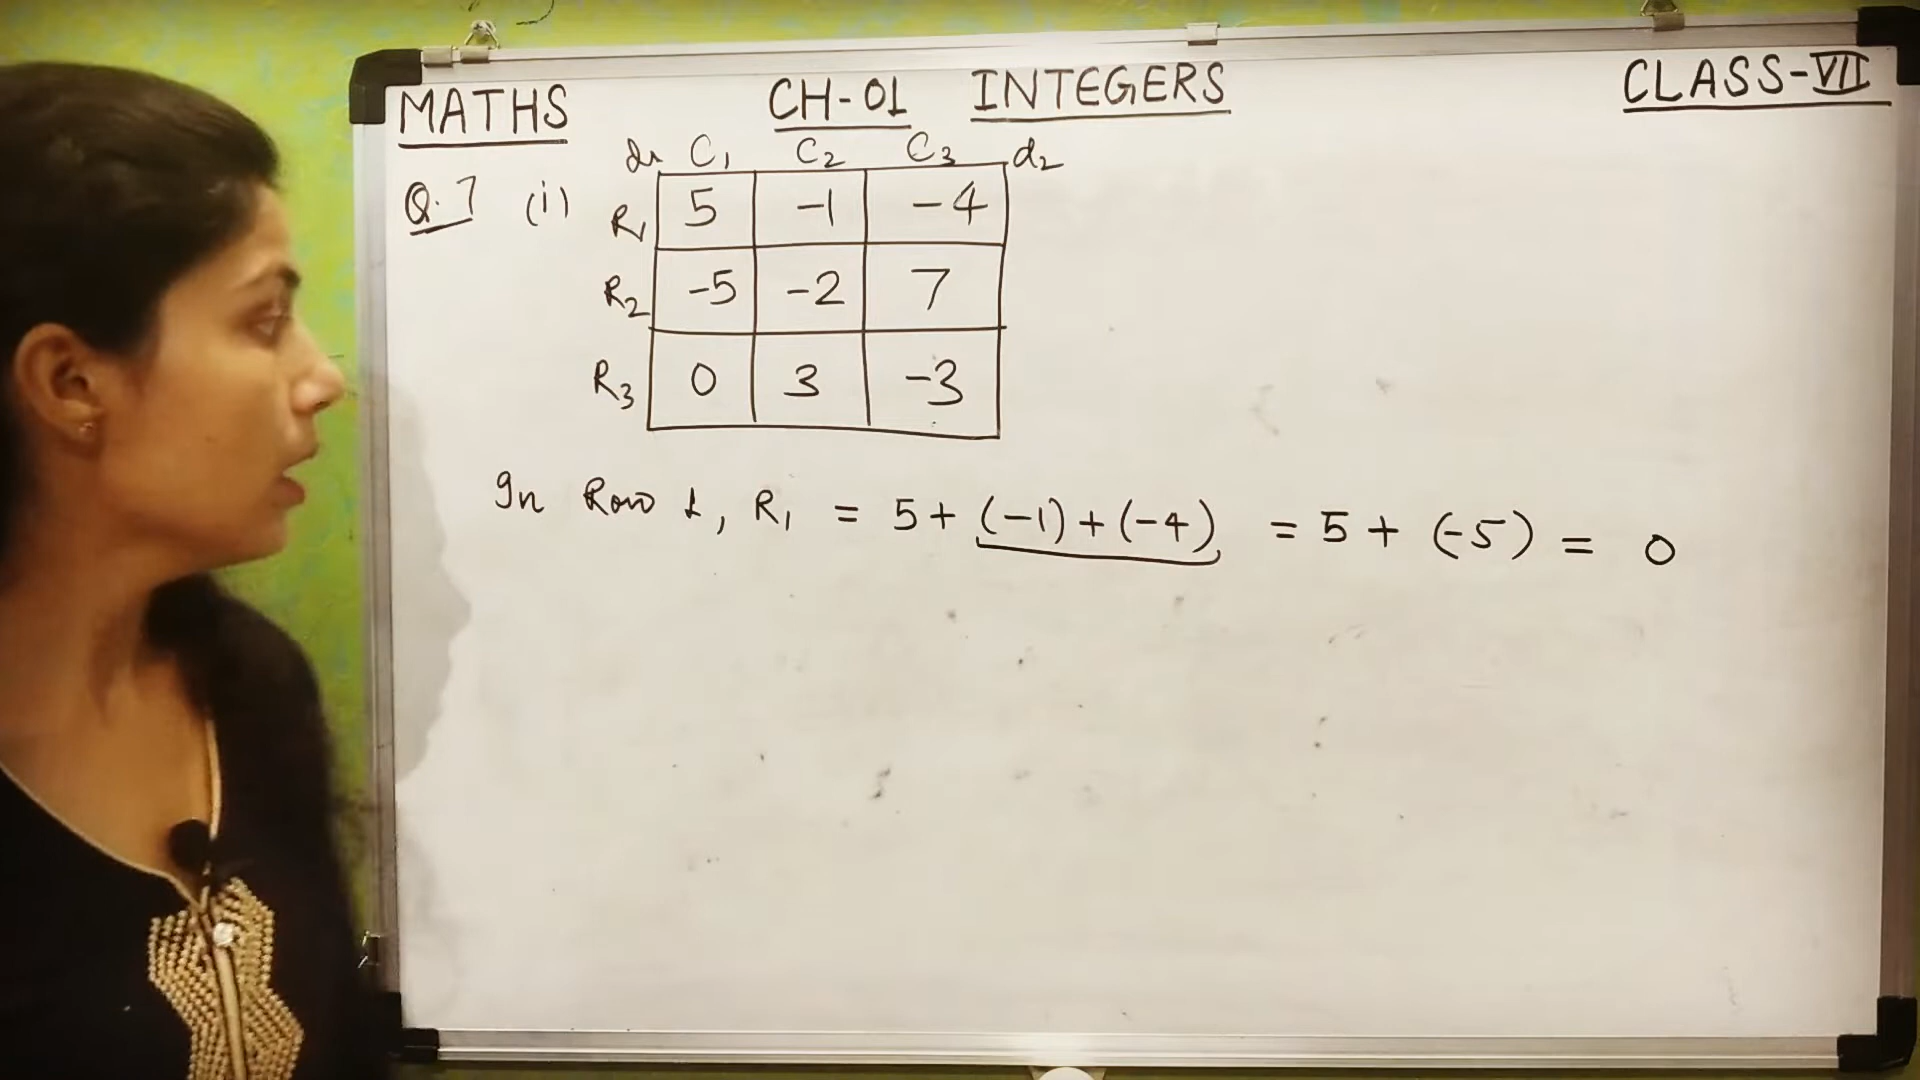 MATHS CH-01 INTEGERS CLASS-VII
d1 C1 C2 C3 d2
Q.7 (i) R1 5 -1 -4
R2 -5 -2 7
R3 0 3 -3
In Row 1, R1 = 5+(-1)+(-4) = 5+ (-5) = 0